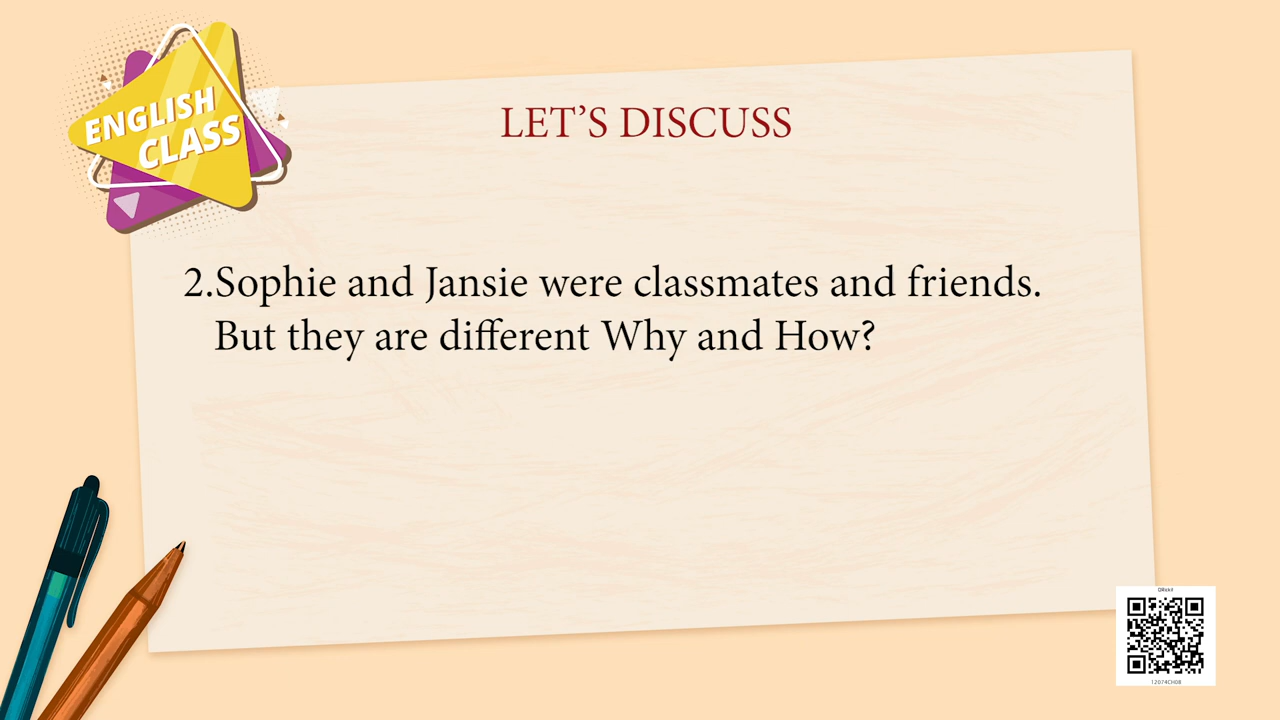 ENGLISH
CLASS
LET’S DISCUSS
2.Sophie and Jansie were classmates and friends.
But they are different Why and How?
12074CH08